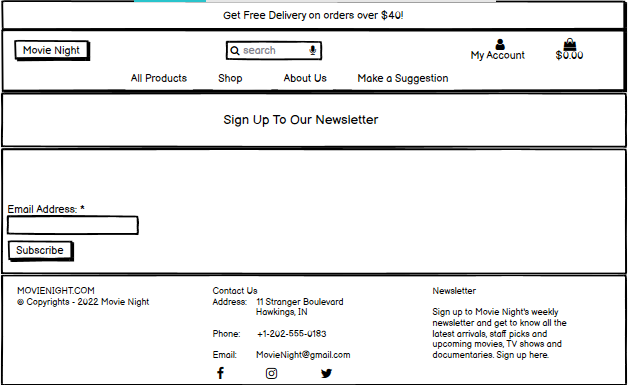 Get Free Delivery on orders over $40!
Movie Night
search
My Account
$0.00
All Products Shop About Us Make a Suggestion
Sign Up To Our Newsletter
Email Address: *
Subscribe
MOVIENIGHT.COM
© Copyrights - 2022 Movie Night
Contact Us
Address: 11 Stranger Boulevard
Hawkings, IN
Phone: +1-202-555-0183
Email: MovieNight@gmail.com
Newsletter
Sign up to Movie Night's weekly
newsletter and get to know all the
latest arrivals, staff picks and
upcoming movies, TV shows and
documentaries. Sign up here.